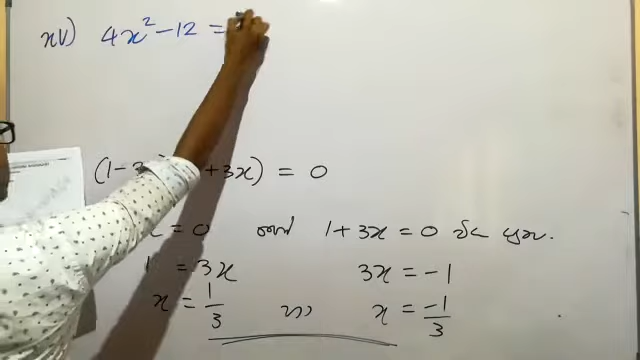 xv) 4x² - 12 =
(1 - 3 + 3x) = 0
= 0 1 + 3x = 0
1 = 3x 3x = -1
x = 1/3 x = -1/3